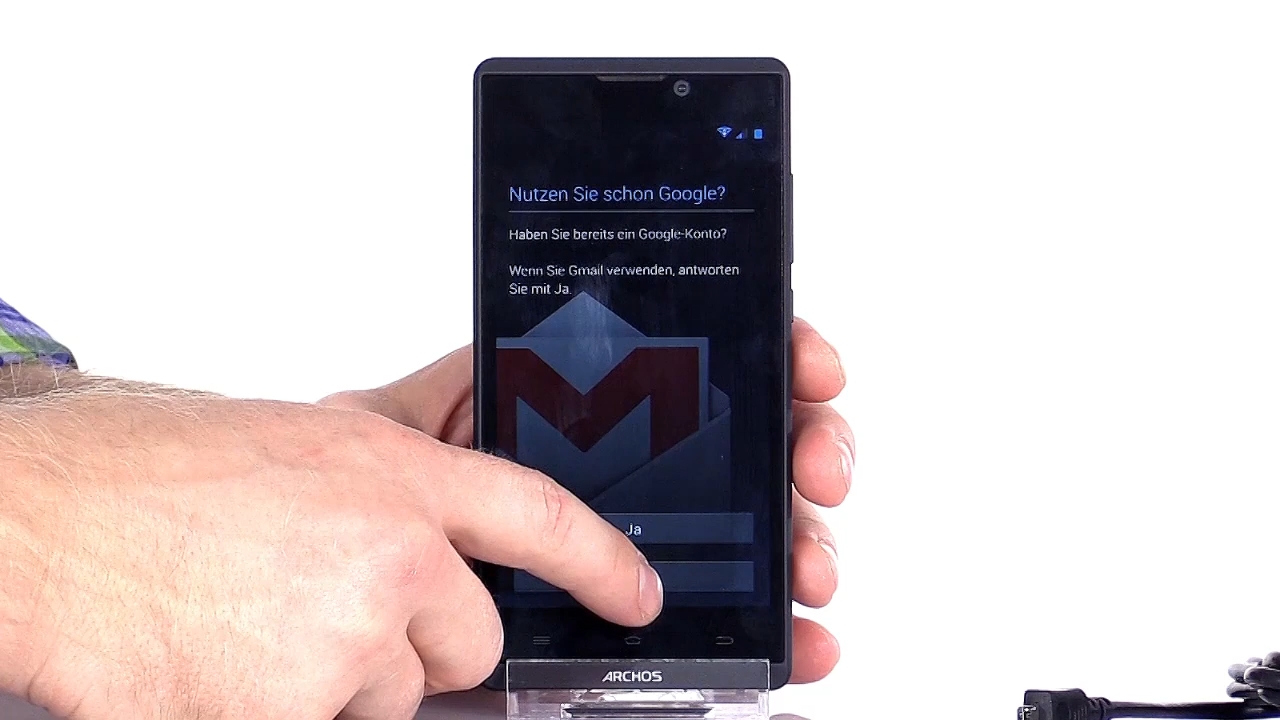 Nutzen Sie schon Google?
Haben Sie bereits ein Google-Konto?
Wenn Sie Gmail verwenden, antworten
Sie mit Ja.
Ja
ARCHOS